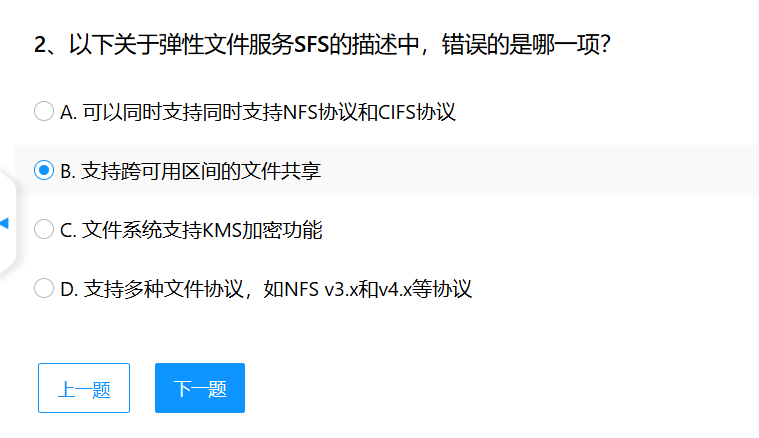 2、以下关于弹性文件服务SFS的描述中，错误的是哪一项？
A. 可以同时支持同时支持NFS协议和CIFS协议
B. 支持跨可用区间的文件共享
C. 文件系统支持KMS加密功能
D. 支持多种文件协议，如NFS v3.x和v4.x等协议
上一题 下一题